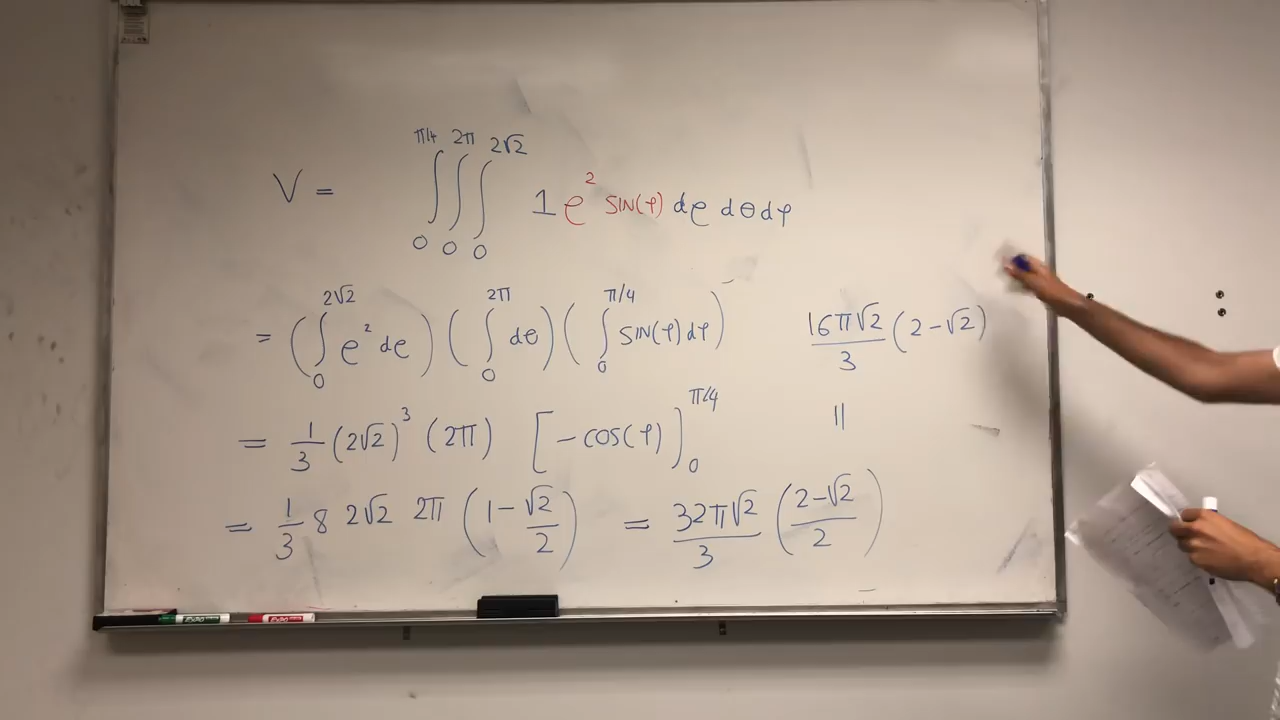 π/4 2π 2√2
V = ∫∫∫ 1 ρ² SIN(φ) dρ dθ dφ
0 0 0
= (∫₀^{2√2} ρ² dρ) (∫₀^{2π} dθ) (∫₀^{π/4} SIN(φ) dφ)
16π√2/3 (2-√2)
= 1/3 (2√2)³ (2π) [-COS(φ)]₀^{π/4}
||
= 1/3 8 2√2 2π (1-√2/2) = 32π√2/3 (2-√2/2)
EXPO EXPO